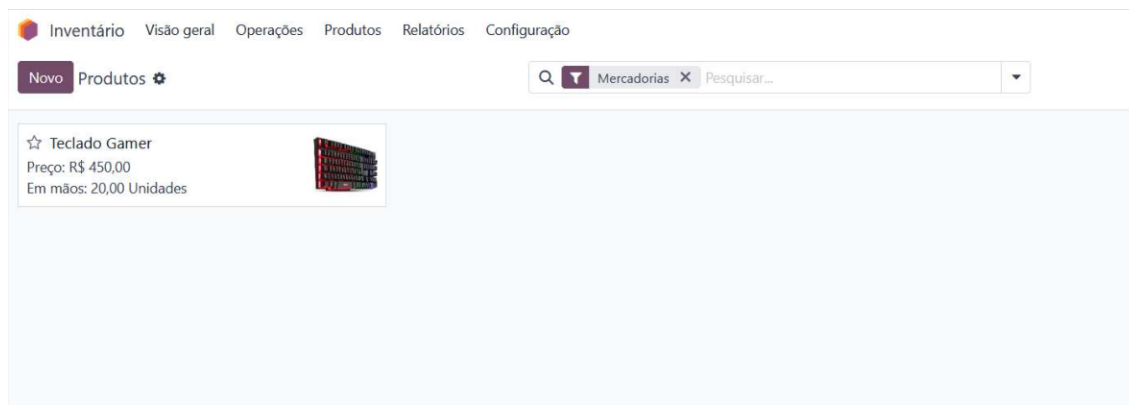 Inventário Visão geral Operações Produtos Relatórios Configuração
Novo Produtos Mercadorias Pesquisar...
Teclado Gamer
Preço: R$ 450,00
Em mãos: 20,00 Unidades